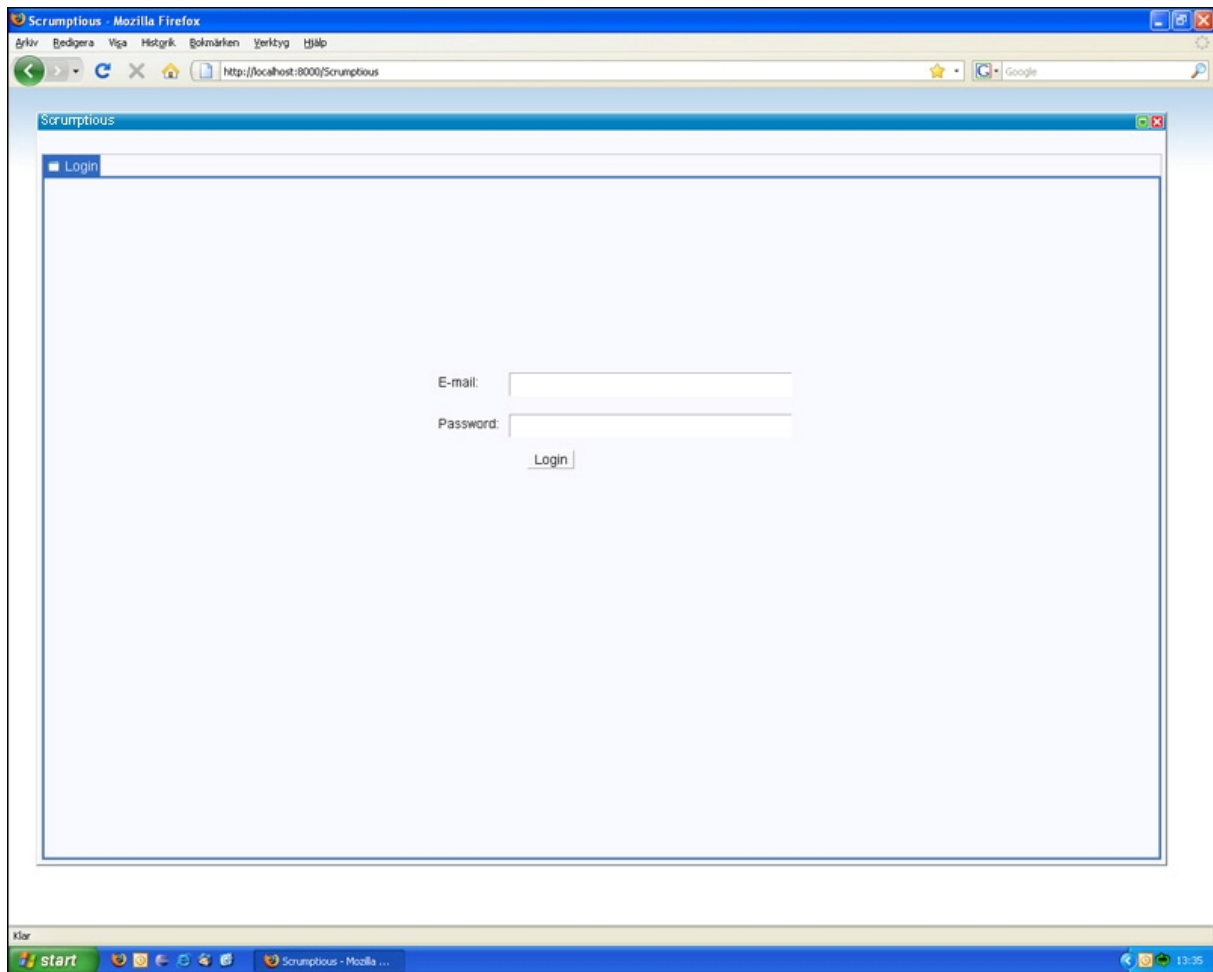 Scrumptious - Mozilla Firefox
Arkiv Redigera Visa Historik Bokmärken Verktyg Hjälp
http://localhost:8000/Scrumptious
Google
Scrumptious
Login
E-mail:
Password:
Login
Klar
start Scrumptious - Mozilla ... 13:35